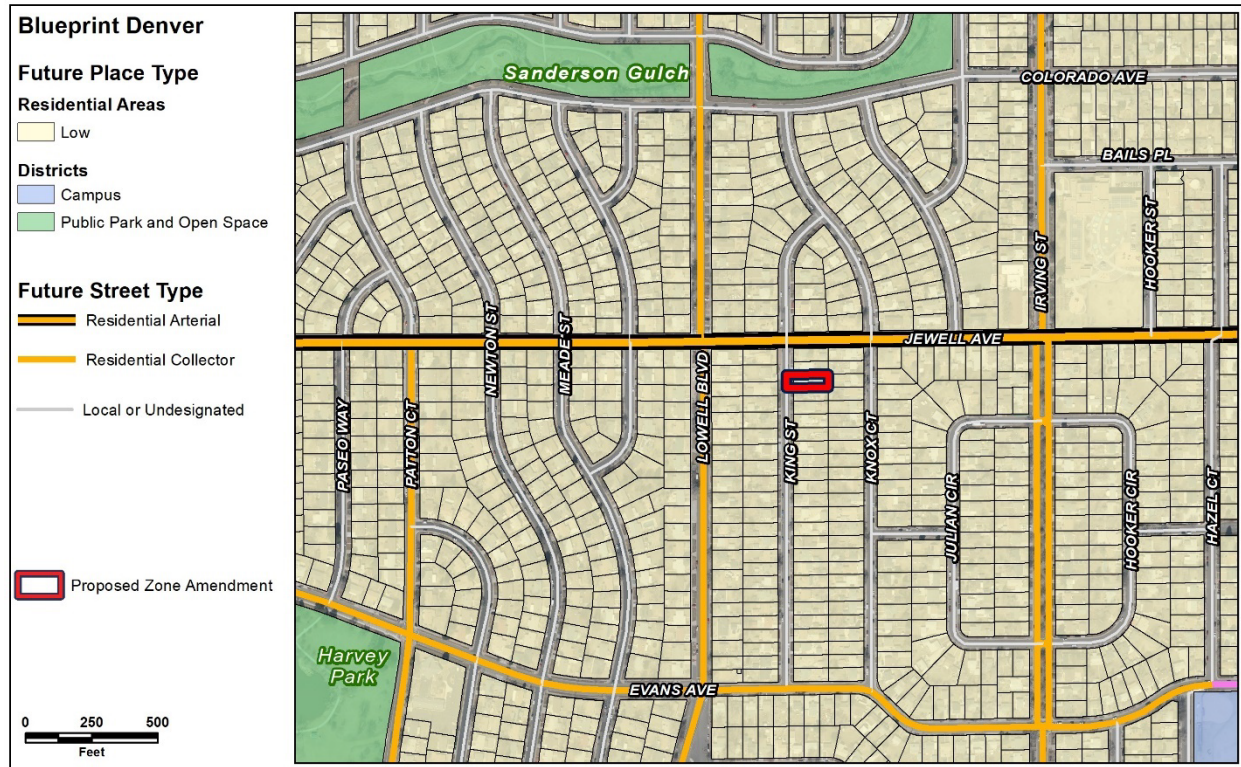 Blueprint Denver
Future Place Type
Residential Areas
Low
Districts
Campus
Public Park and Open Space
Future Street Type
Residential Arterial
Residential Collector
Local or Undesignated
Proposed Zone Amendment
0 250 500
Feet
Sanderson Gulch
COLORADO AVE
BAILS PL
IRVING ST
HOOKER ST
NEWTON ST
MEADE ST
JEWELL AVE
PASEO WAY
PATTON CT
LOWELL BLVD
KING ST
KNOX CT
JULIAN CIR
HOOKER CIR
HAZEL CT
Harvey
Park
EVANS AVE